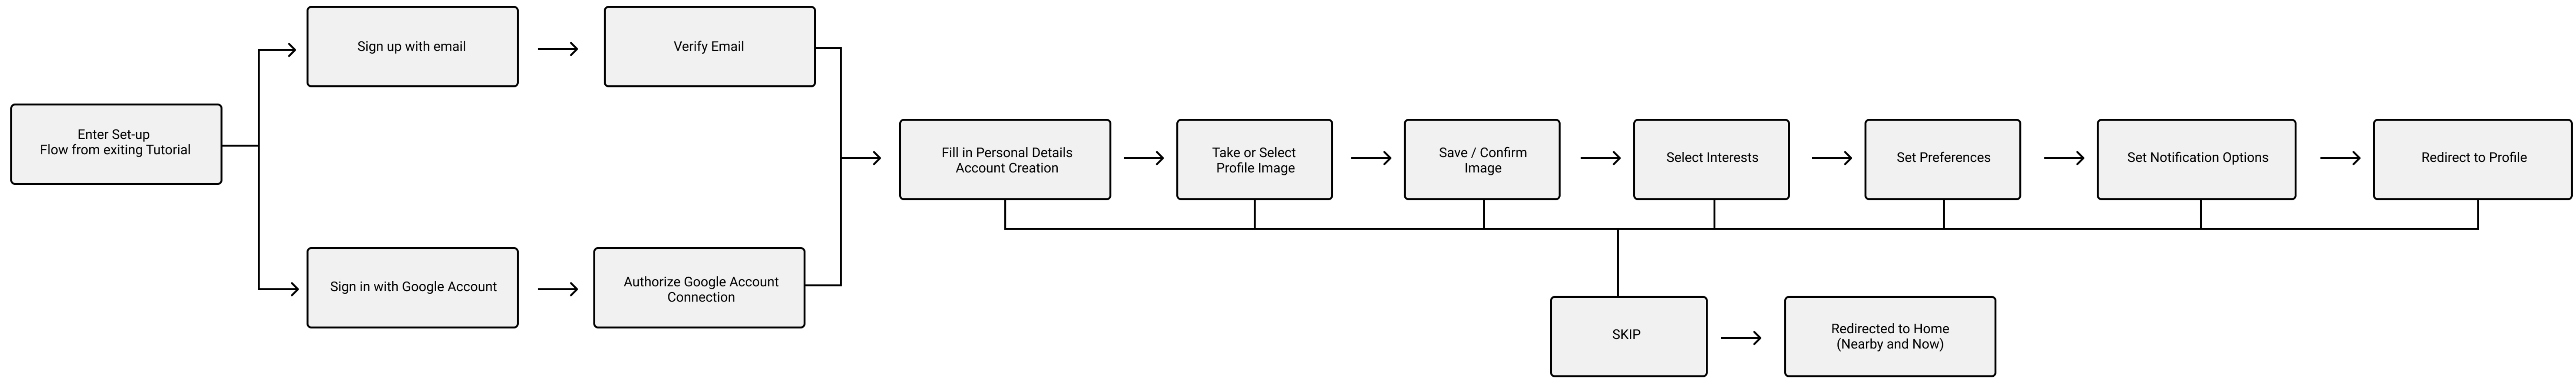 Sign up with email
Verify Email
Enter Set-up
Flow from exiting Tutorial
Sign in with Google Account
Authorize Google Account
Connection
Fill in Personal Details
Account Creation
Take or Select
Profile Image
Save / Confirm
Image
Select Interests
Set Preferences
Set Notification Options
Redirect to Profile
SKIP
Redirected to Home
(Nearby and Now)